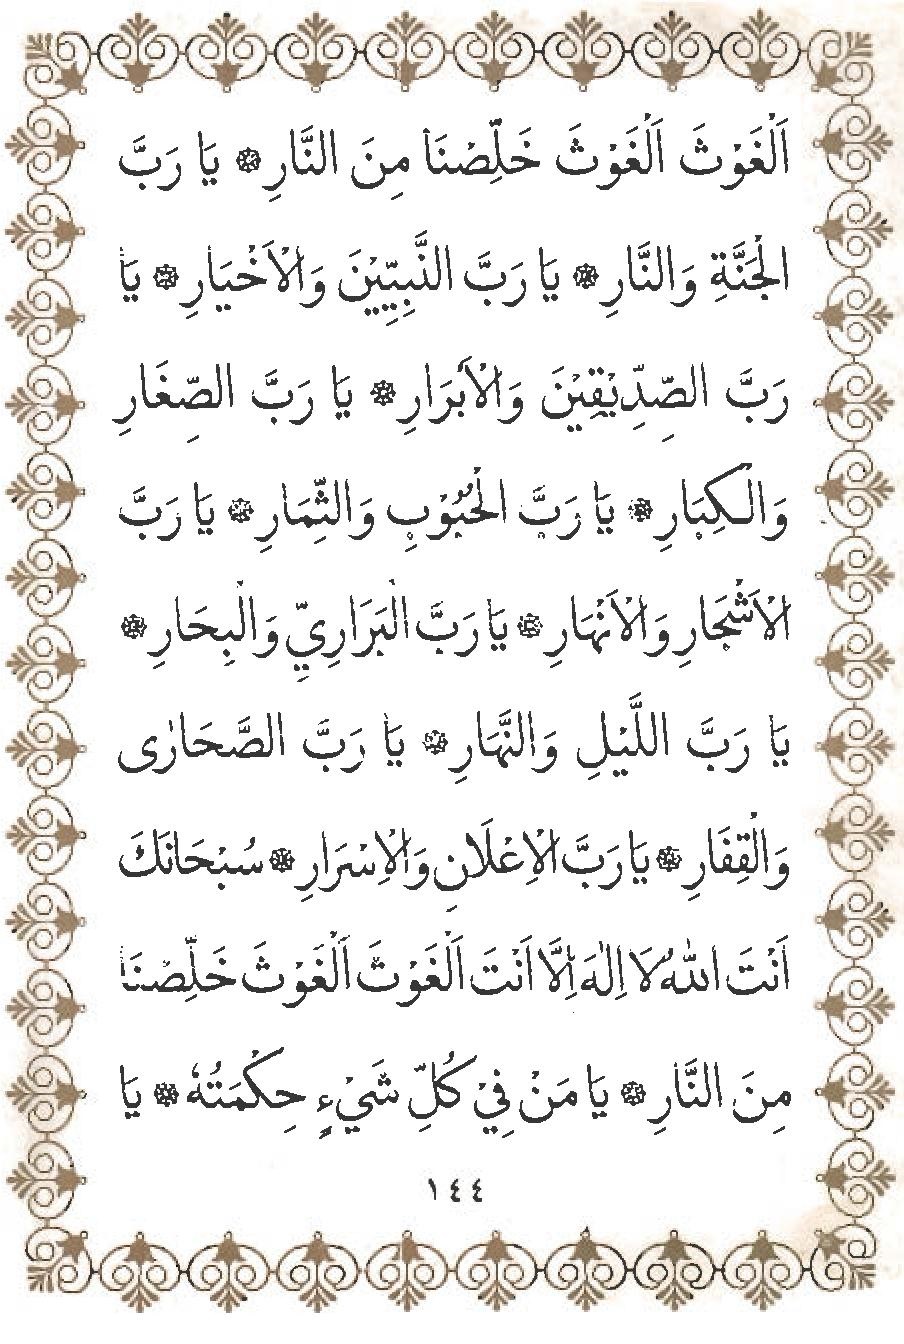 اَلْغَوْثَ اَلْغَوْثَ خَلِّصْنَا مِنَ النَّارِ ۞ يَا رَبَّ
الْجَنَّةِ وَالنَّارِ ۞ يَا رَبَّ النَّبِيّٖينَ وَالْاَخْيَارِ ۞ يَا
رَبَّ الصِّدّٖيقٖينَ وَالْاَبْرَارِ ۞ يَا رَبَّ الصِّغَارِ
وَالْكِبَارِ ۞ يَا رَبَّ الْحُبُوْبِ وَالثِّمَارِ ۞ يَا رَبَّ
الْاَشْجَارِ وَالْاَنْهَارِ ۞ يَا رَبَّ الْبَرَارِيِّ وَالْبِحَارِ ۞
يَا رَبَّ اللَّيْلِ وَالنَّهَارِ ۞ يَا رَبَّ الصَّحَارٰى
وَالْقِفَارِ ۞ يَا رَبَّ الْاِعْلَانِ وَالْاِسْرَارِ ۞ سُبْحَانَكَ
اَنْتَ اللّٰهُ لَا اِلٰهَ اِلَّا اَنْتَ اَلْغَوْثَ اَلْغَوْثَ خَلِّصْنَا
مِنَ النَّارِ ۞ يَا مَنْ فِيْ كُلِّ شَيْءٍ حِكْمَتُهُ ۞ يَا
١٤٤